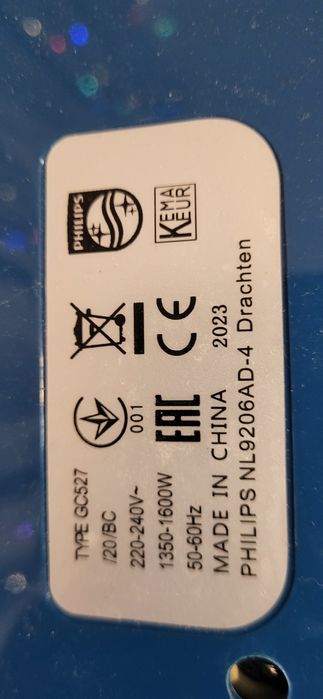 PHILIPS
KEMA
KEUR
CE
001
EAC
TYPE GC527
/20/BC
220-240V~
1350-1600W
50-60Hz
MADE IN CHINA 2023
PHILIPS NL9206AD-4 Drachten